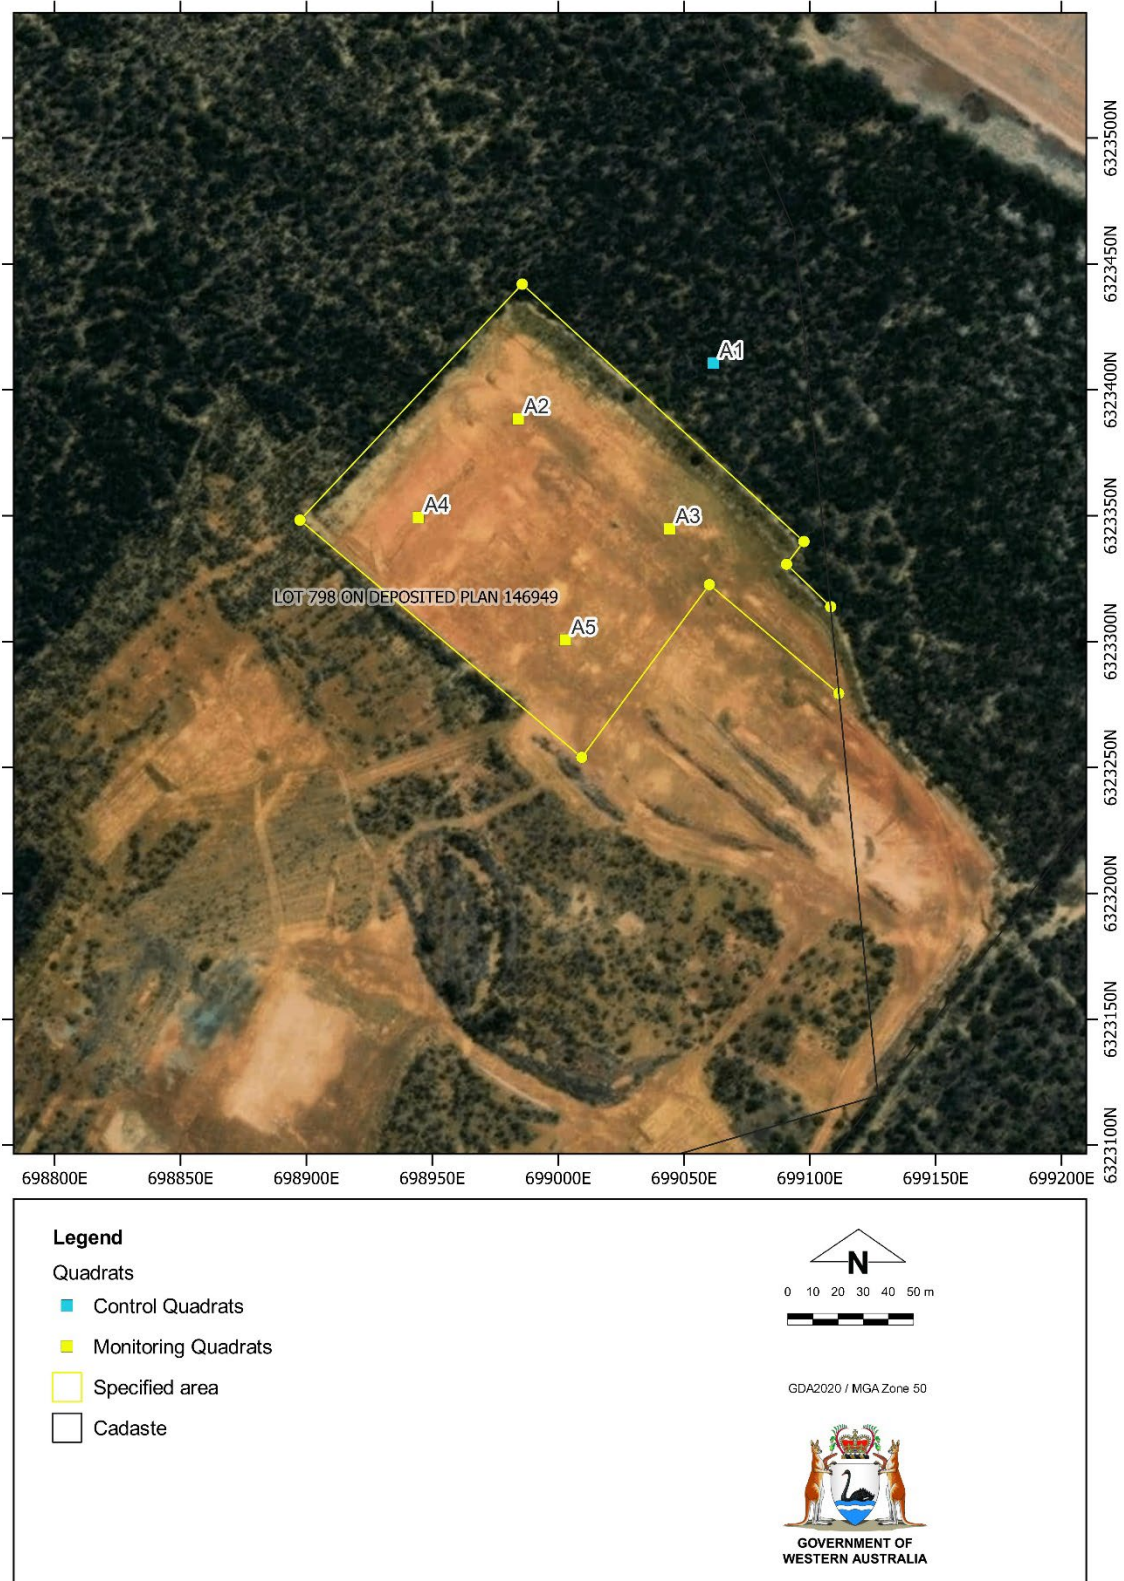 6323500N
6323450N
A1
6323400N
A2
6323350N
A4
A3
LOT 798 ON DEPOSITED PLAN 146949
A5
6323300N
6323250N
6323200N
6323150N
6323100N
698800E 698850E 698900E 698950E 699000E 699050E 699100E 699150E 699200E
Legend
Quadrats
Control Quadrats
Monitoring Quadrats
Specified area
Cadaste
N
0 10 20 30 40 50 m
GDA2020 / MGA Zone 50
GOVERNMENT OF
WESTERN AUSTRALIA